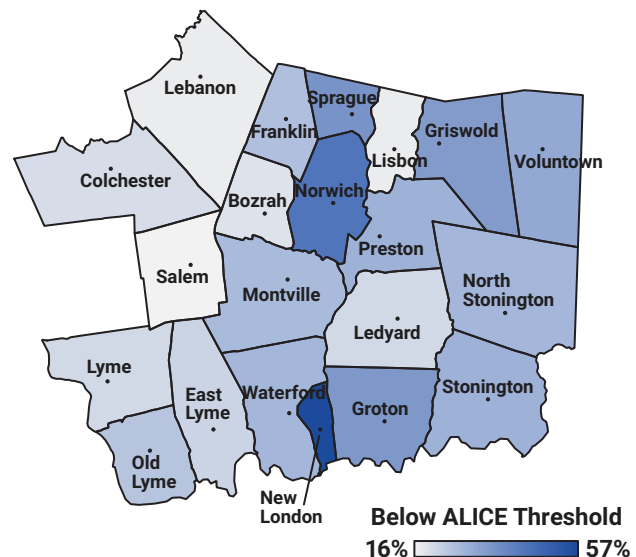 Lebanon
Sprague
Franklin
Griswold
Lisbon
Voluntown
Colchester
Bozrah
Norwich
Preston
Salem
Montville
North
Stonington
Ledyard
Lyme
East
Lyme
Waterford
Groton
Stonington
Old
Lyme
New
London
Below ALICE Threshold
16%
57%